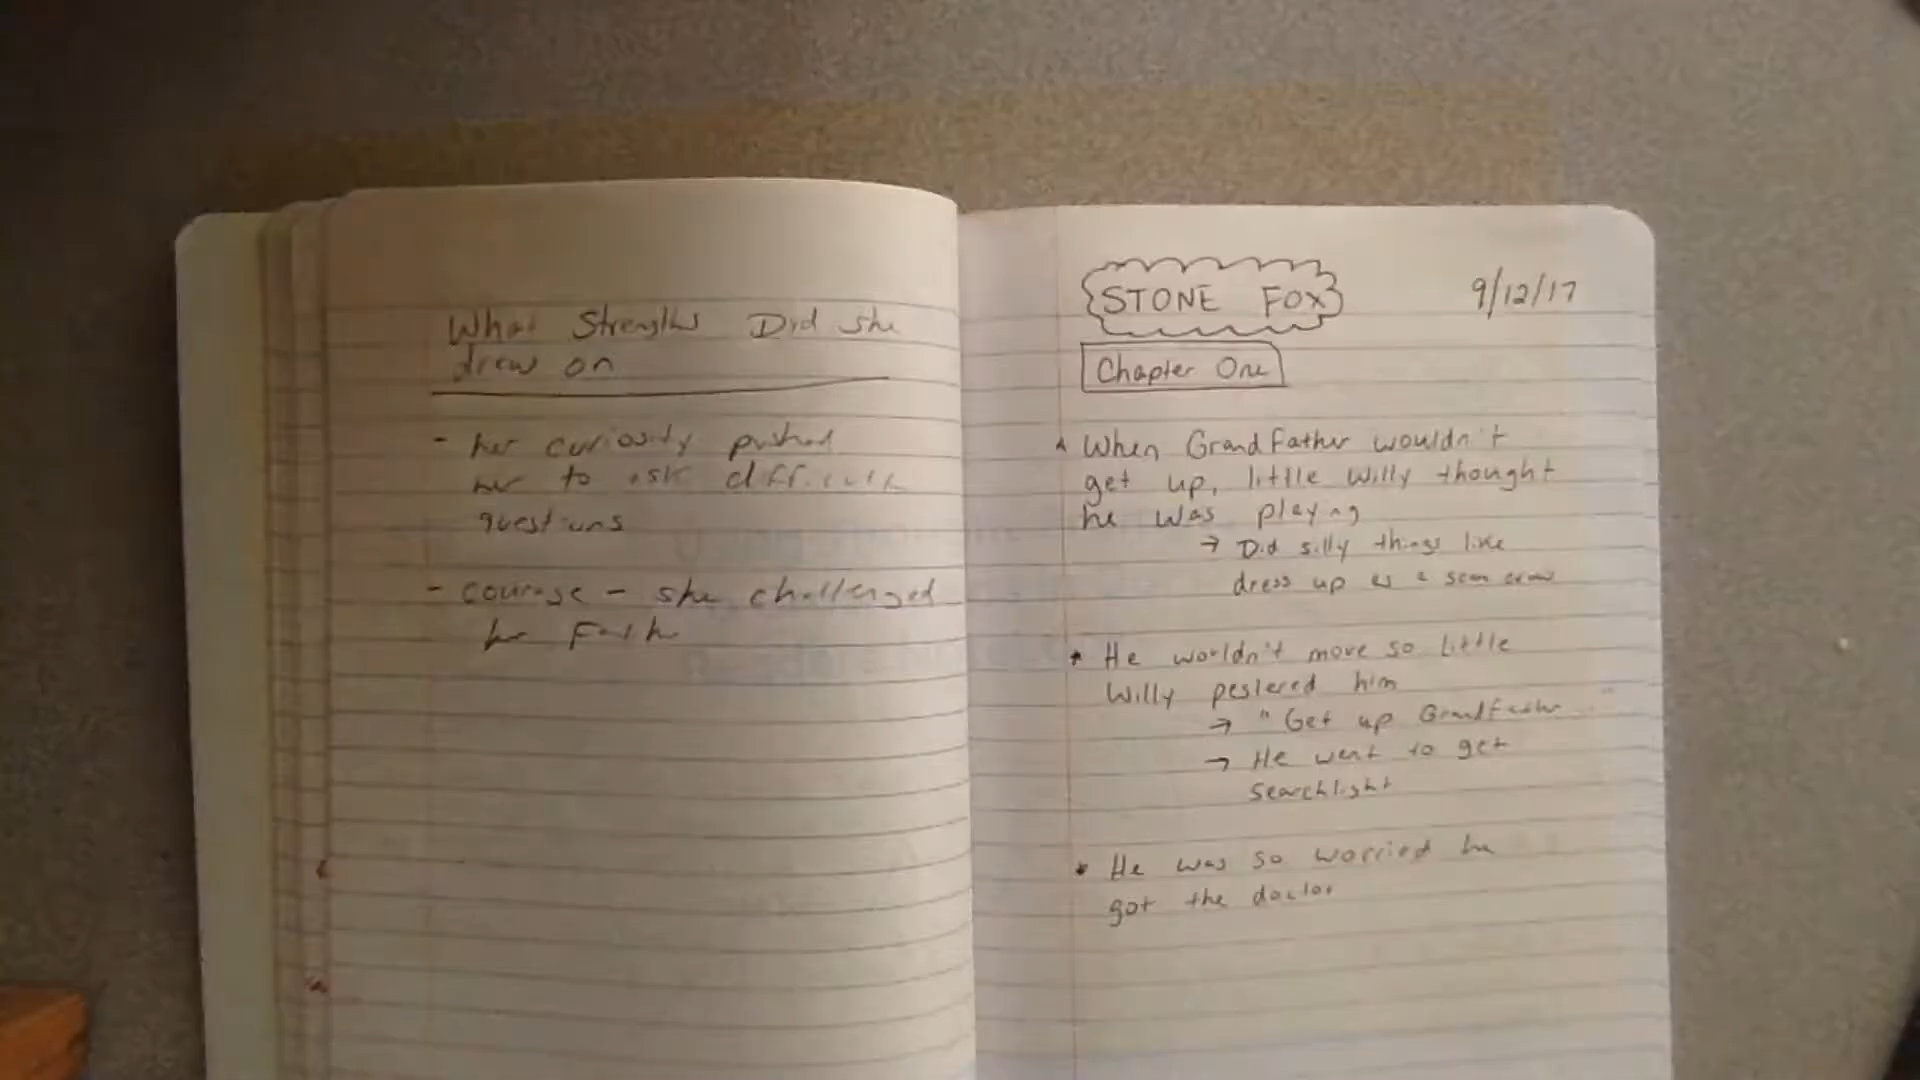 What Strengths Did she
drew on
- her curiosity pushed
her to ask difficult
questions
- courage - she challenged
her
STONE FOX
9/12/17
Chapter One
* When Grandfather wouldn't
get up, little Willy thought
he was playing
→ Did silly things like
dress up as a
* He wouldn't move so Little
Willy pestered him
→ "Get up Grandfather
→ He went to get
Searchlight
* He was so worried he
got the doctor